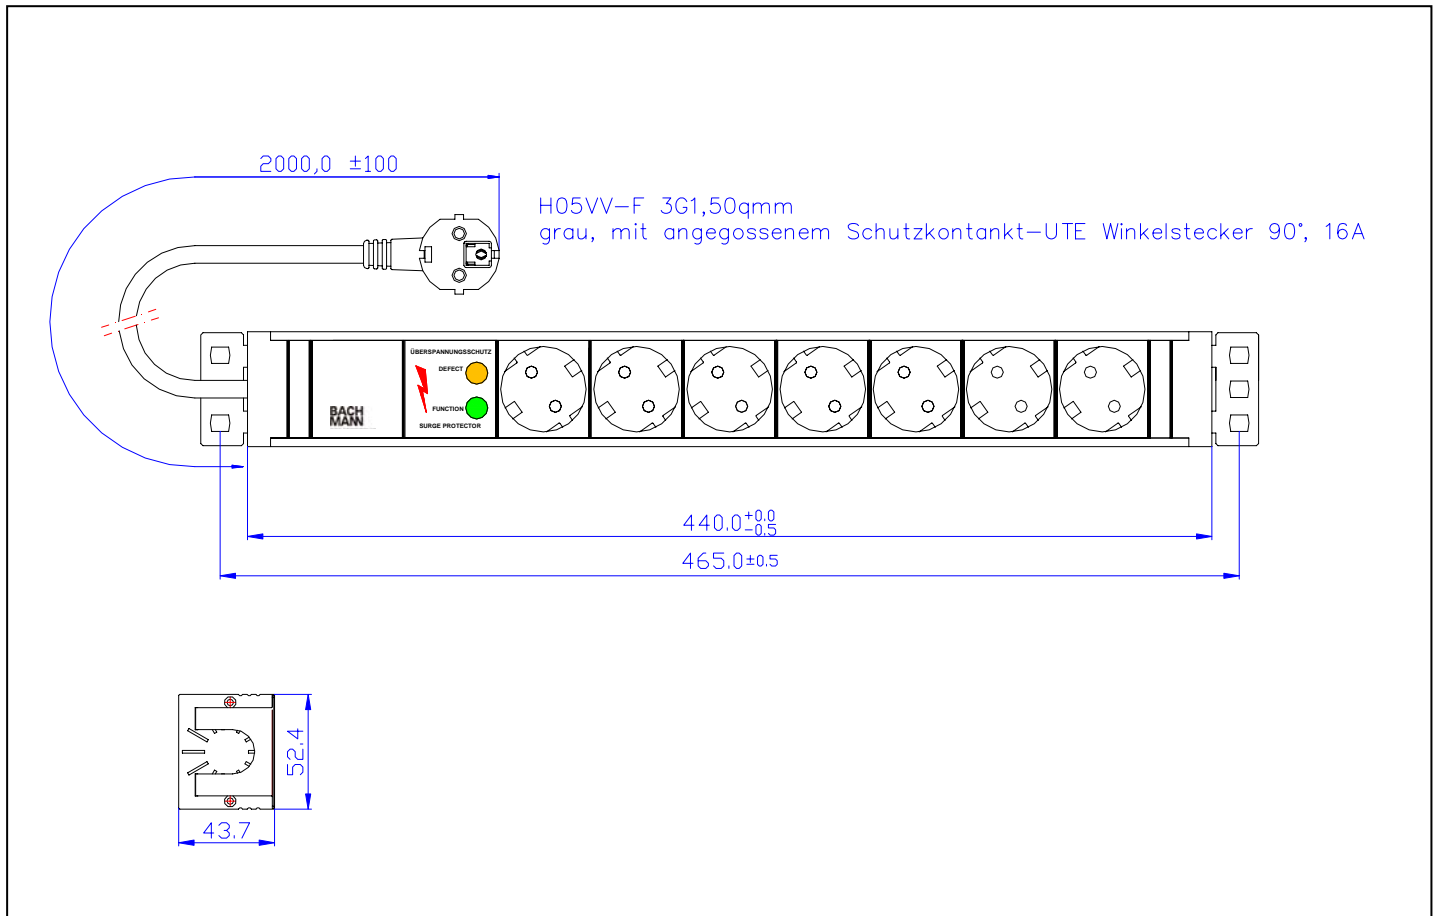 2000,0 ±100
H05VV-F 3G1,50qmm
grau, mit angegossenem Schutzkontankt-UTE Winkelstecker 90°, 16A
ÜBERSPANNUNGSSCHUTZ
DEFECT
FUNCTION
SURGE PROTECTOR
BACH
MANN
440.0 +0.0 -0.5
465.0±0.5
52.4
43.7